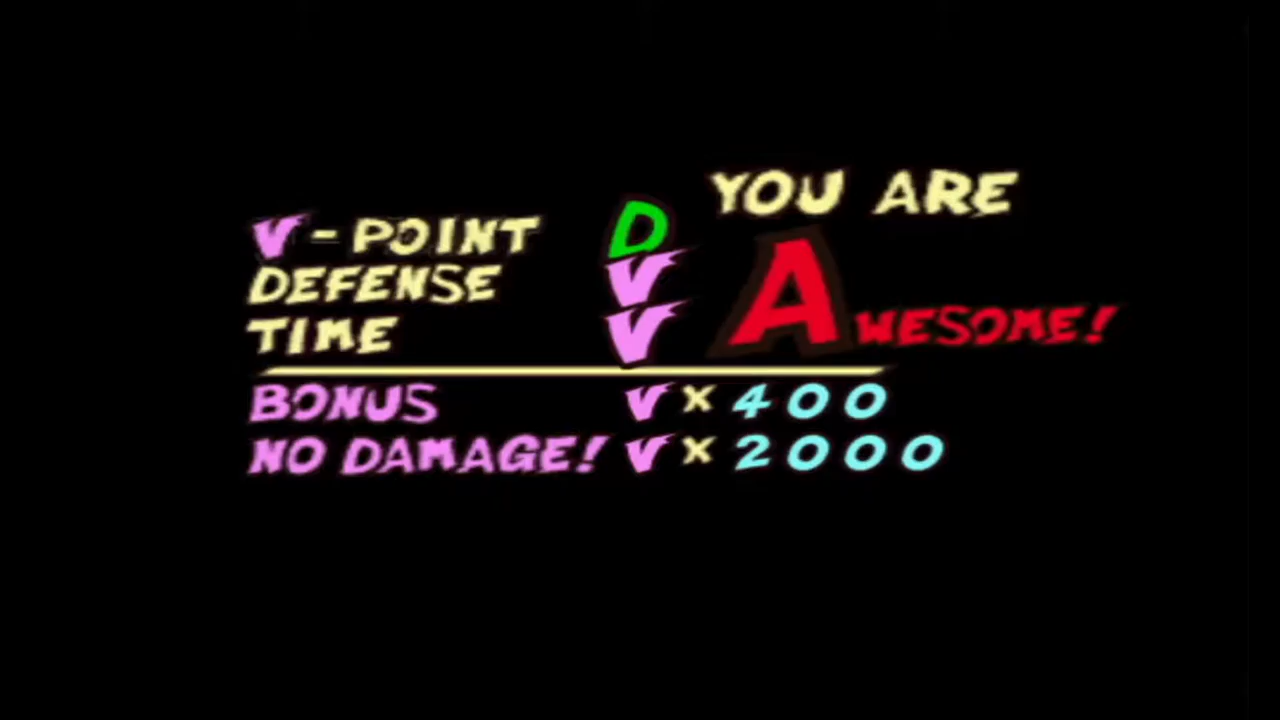 YOU ARE
V-POINT D
DEFENSE V
AWESOME!
TIME V
BONUS V×400
NO DAMAGE! V×2000